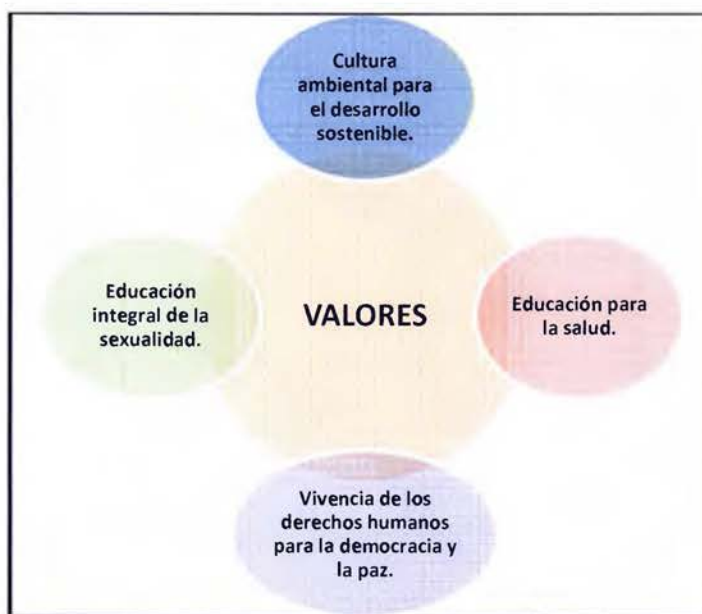 Cultura
ambiental para
el desarrollo
sostenible.
Educación
integral de la
sexualidad.
VALORES
Educación para
la salud.
Vivencia de los
derechos humanos
para la democracia y
la paz.